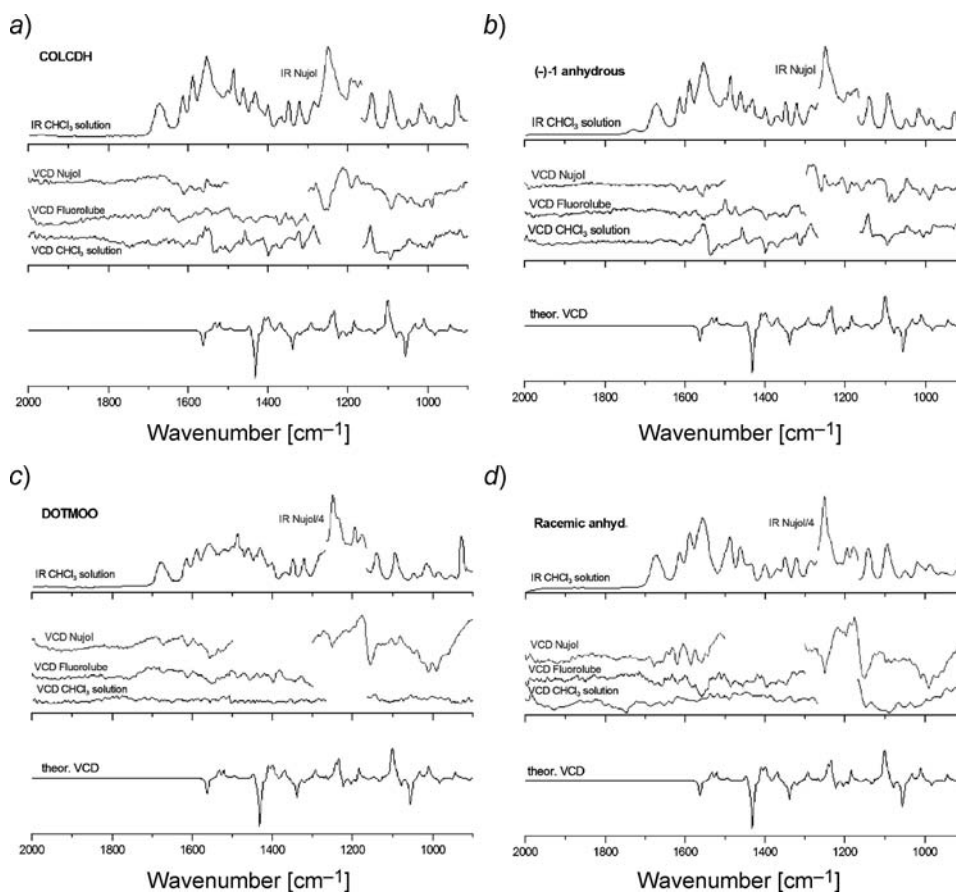 a)
COLCDH
IR Nujol
IR CHCl₃ solution
VCD Nujol
VCD Fluorolube
VCD CHCl₃ solution
2000 1800 1600 1400 1200 1000
Wavenumber [cm⁻¹]
b)
(-)-1 anhydrous
IR Nujol
IR CHCl₃ solution
VCD Nujol
VCD Fluorolube
VCD CHCl₃ solution
theor. VCD
2000 1800 1600 1400 1200 1000
Wavenumber [cm⁻¹]
c)
DOTMOO
IR Nujol/4
IR CHCl₃ solution
VCD Nujol
VCD Fluorolube
VCD CHCl₃ solution
theor. VCD
2000 1800 1600 1400 1200 1000
Wavenumber [cm⁻¹]
d)
Racemic anhyd.
IR Nujol/4
IR CHCl₃ solution
VCD Nujol
VCD Fluorolube
VCD CHCl₃ solution
theor. VCD
2000 1800 1600 1400 1200 1000
Wavenumber [cm⁻¹]